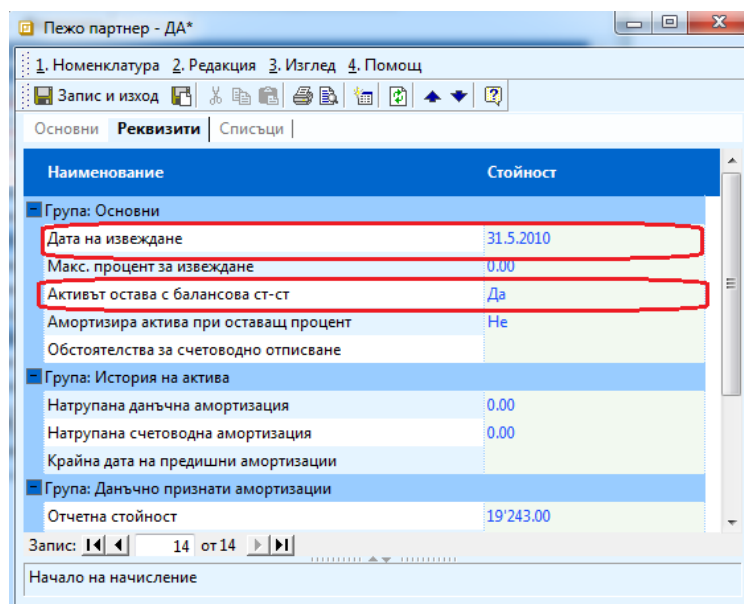 Пежо партнер - ДА*
1. Номенклатура 2. Редакция 3. Изглед 4. Помощ
Запис и изход
Основни Реквизити Списъци
Наименование Стойност
Група: Основни
Дата на извеждане 31.5.2010
Макс. процент за извеждане 0.00
Активът остава с балансова ст-ст Да
Амортизира актива при оставащ процент Не
Обстоятелства за счетоводно отписване
Група: История на актива
Натрупана данъчна амортизация 0.00
Натрупана счетоводна амортизация 0.00
Крайна дата на предишни амортизации
Група: Данъчно признати амортизации
Отчетна стойност 19'243.00
Запис: 14 от 14
Начало на начисление